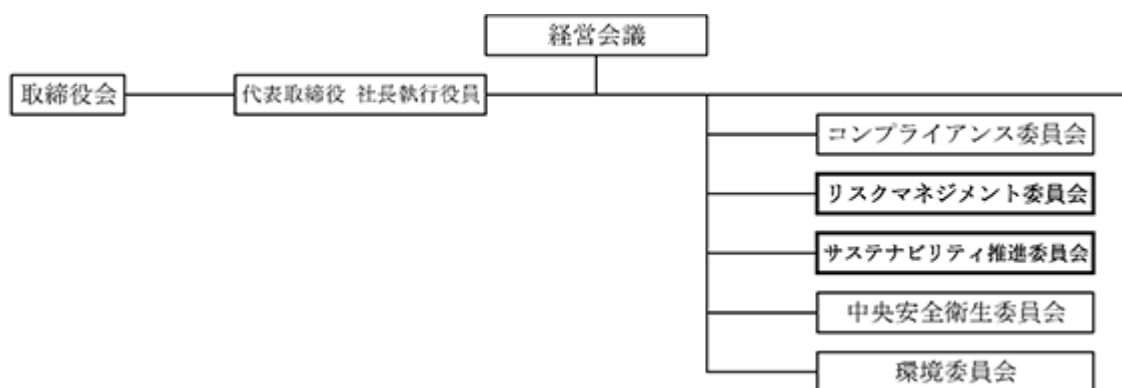 経営会議
取締役会
代表取締役 社長執行役員
コンプライアンス委員会
リスクマネジメント委員会
サステナビリティ推進委員会
中央安全衛生委員会
環境委員会